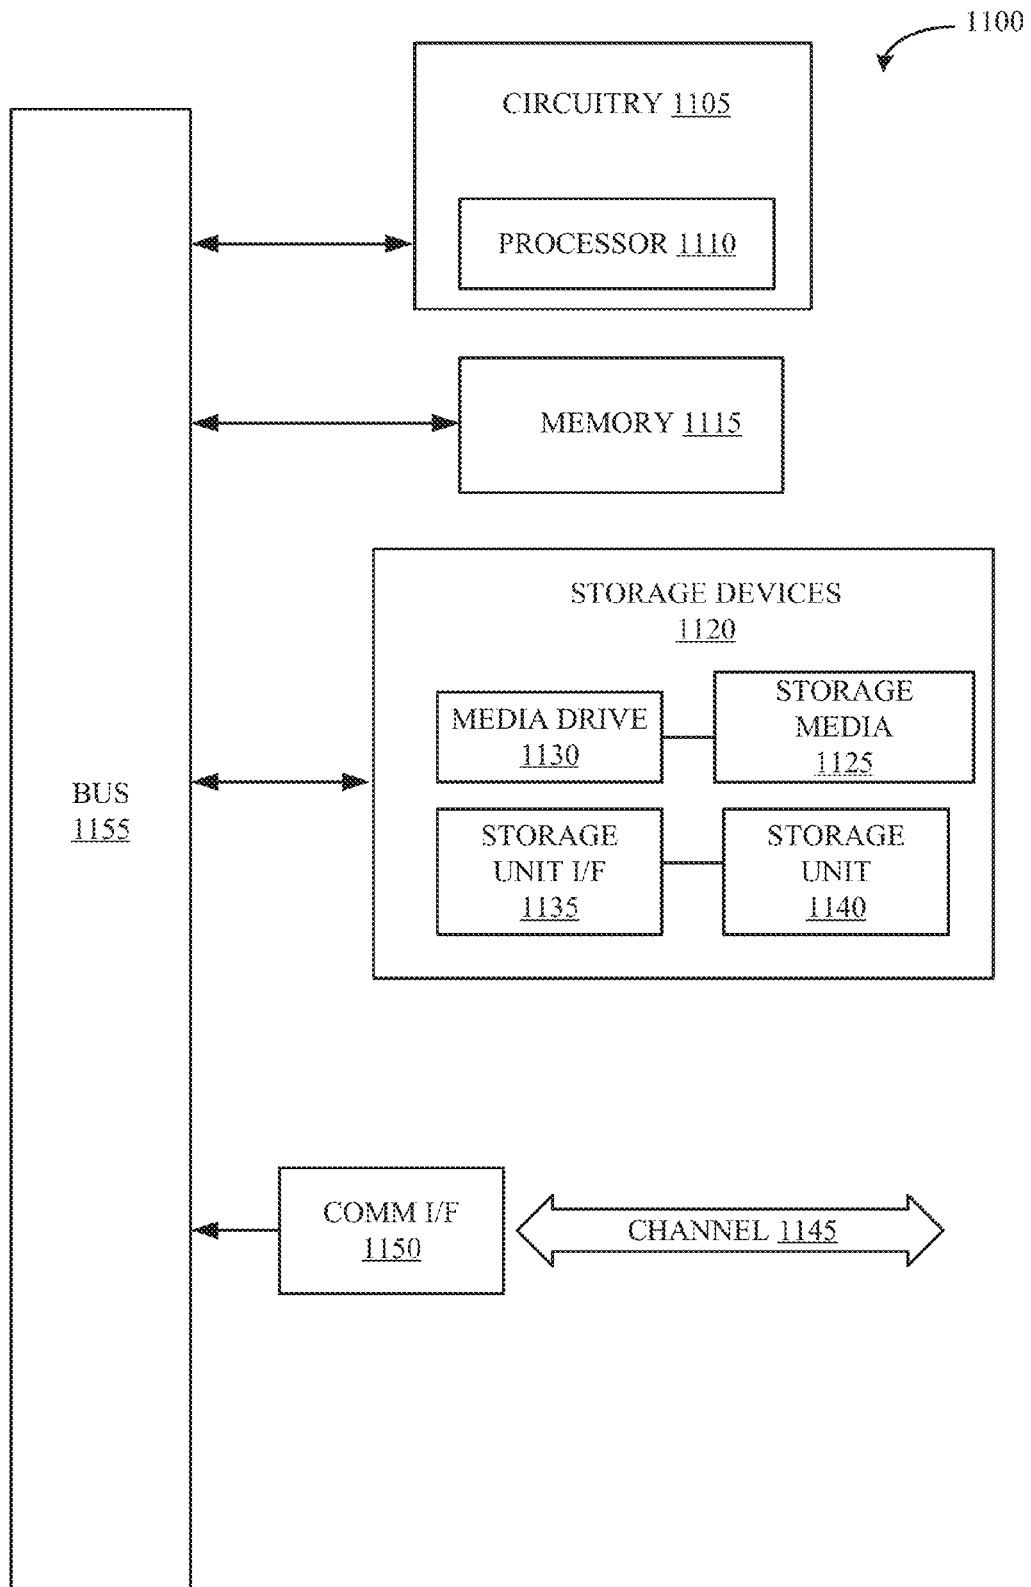 1100
CIRCUITRY 1105
PROCESSOR 1110
MEMORY 1115
STORAGE DEVICES
1120
MEDIA DRIVE
1130
STORAGE
MEDIA
1125
STORAGE
UNIT I/F
1135
STORAGE
UNIT
1140
BUS
1155
COMM I/F
1150
CHANNEL 1145